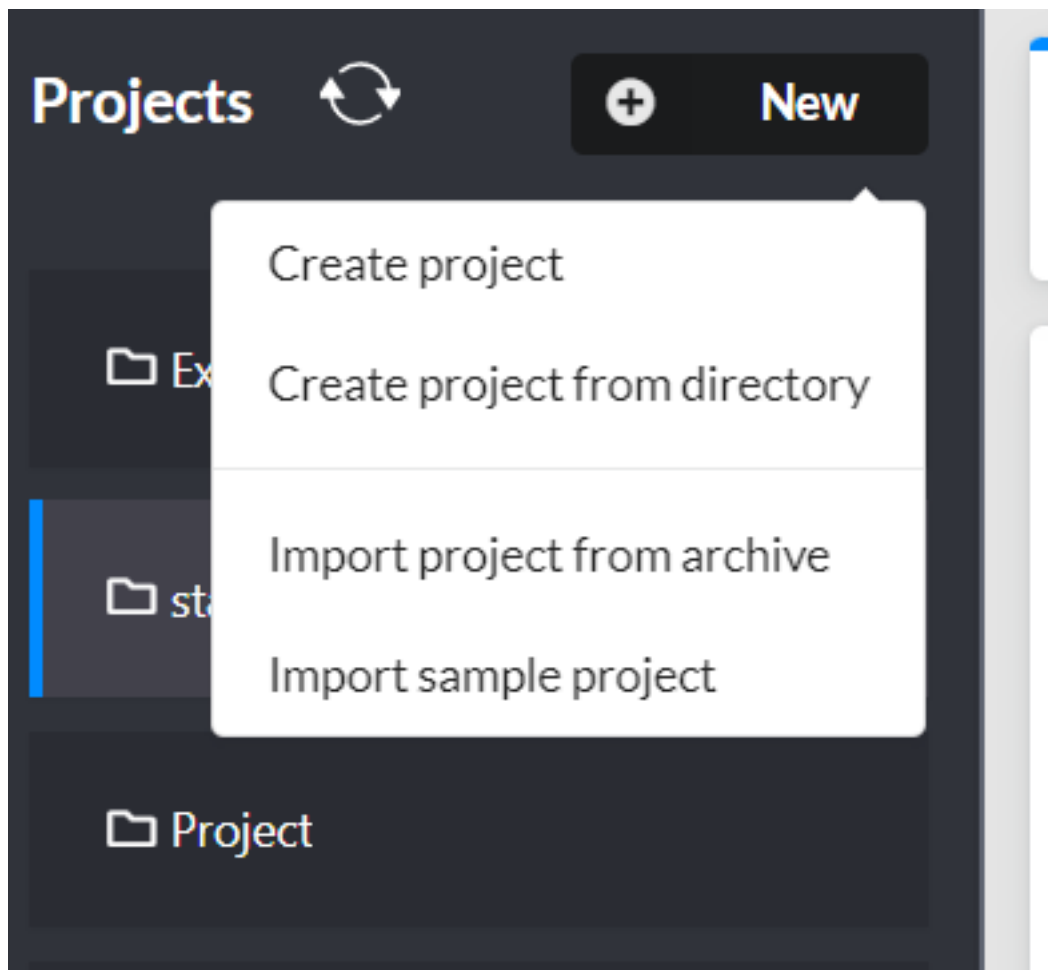 Projects
New
Create project
Create project from directory
Import project from archive
Import sample project
Project